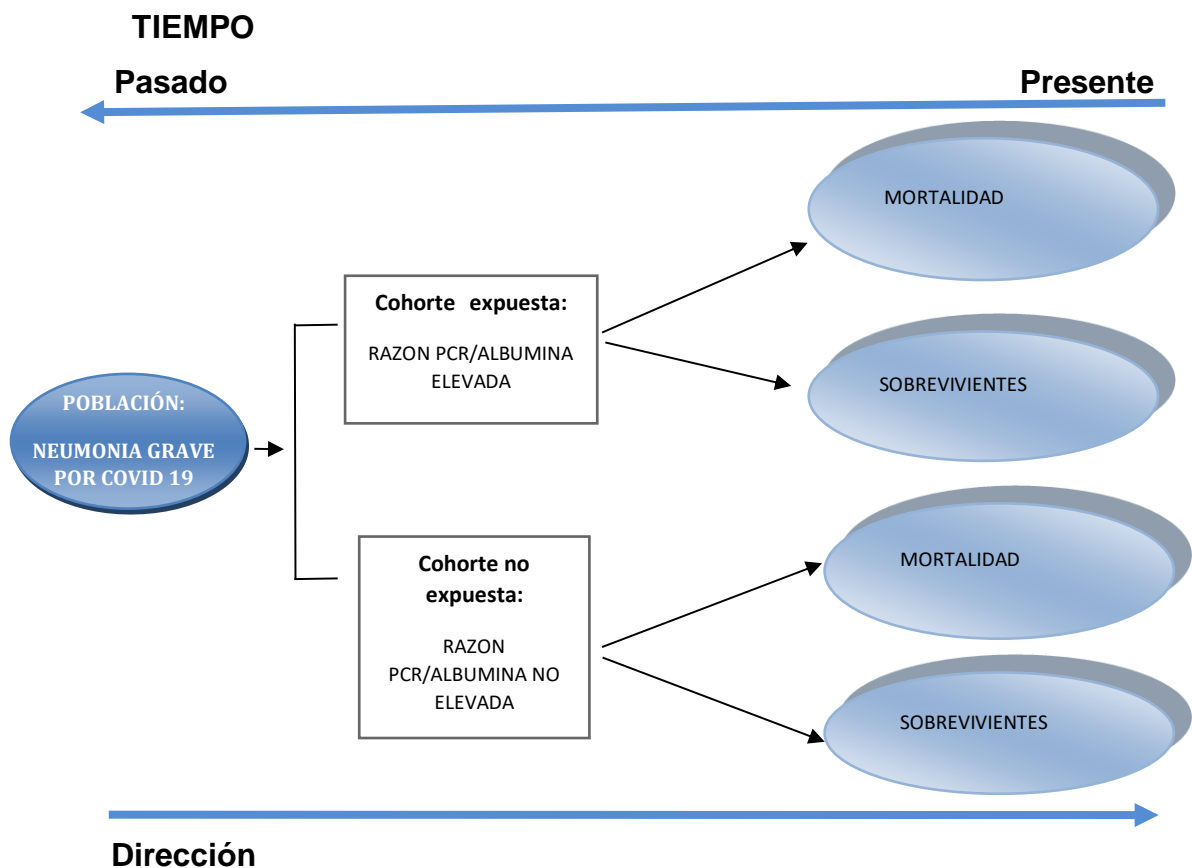 TIEMPO
Pasado
Presente
MORTALIDAD
Cohorte expuesta:
RAZON PCR/ALBUMINA
ELEVADA
SOBREVIVIENTES
POBLACIÓN:
NEUMONIA GRAVE
POR COVID 19
Cohorte no
expuesta:
RAZON
PCR/ALBUMINA NO
ELEVADA
MORTALIDAD
SOBREVIVIENTES
Dirección